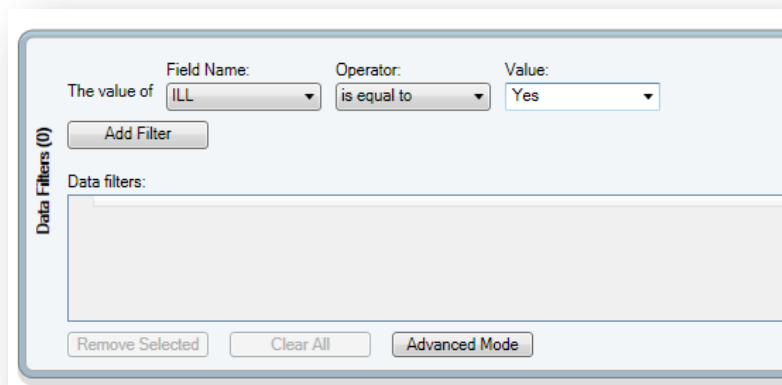 Data Filters (0)
Field Name: Operator: Value:
The value of ILL is equal to Yes
Add Filter
Data filters:
Remove Selected Clear All Advanced Mode